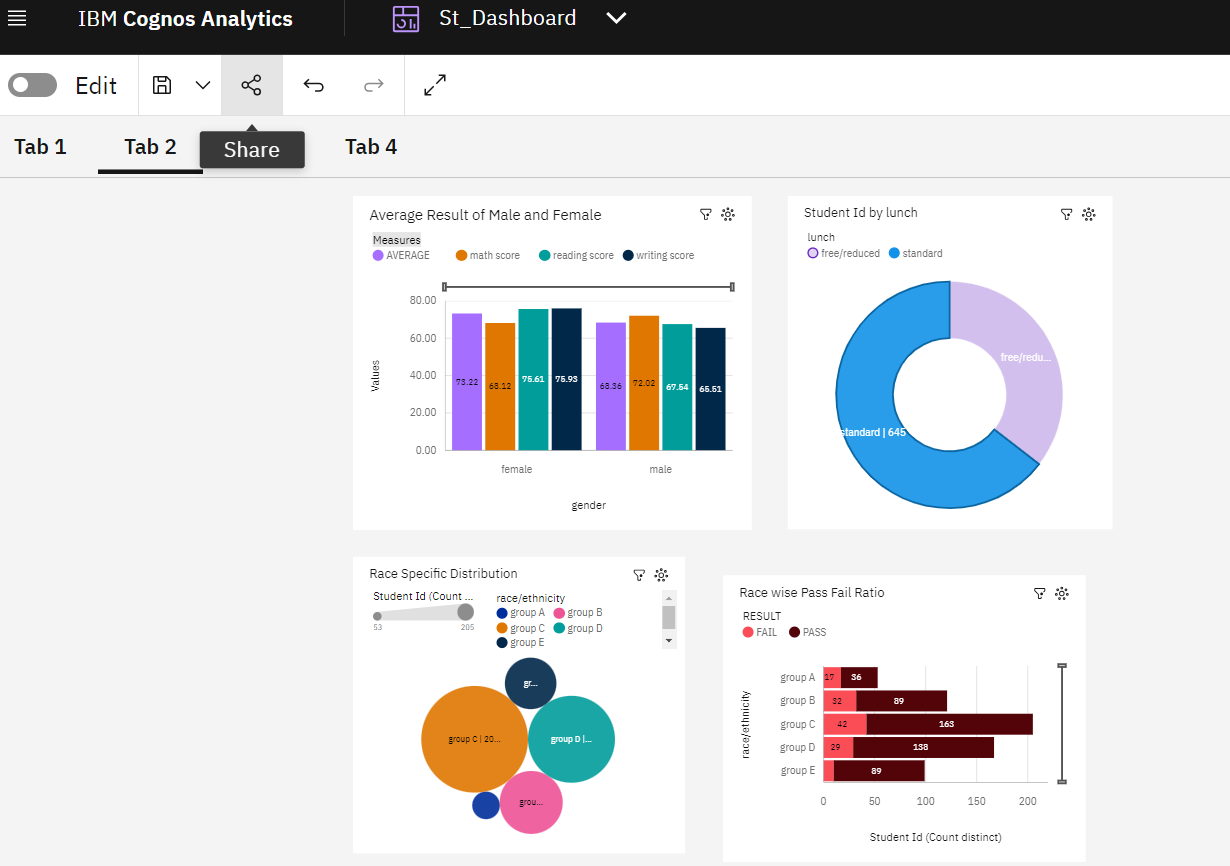 IBM Cognos Analytics
St_Dashboard
Edit
Tab 1
Tab 2
Share
Tab 4
Average Result of Male and Female
Measures
AVERAGE math score reading score writing score
80.00
60.00
40.00
20.00
0.00
Values
73.22 68.12 75.61 75.93 68.36 72.02 67.54 65.51
female male
gender
Student Id by lunch
lunch
free/reduced standard
free/redu...
standard | 645
Race Specific Distribution
Student Id (Count ...
53 205
race/ethnicity
group A group B
group C group D
group E
gr...
group C | 20...
group D |...
grou...
Race wise Pass Fail Ratio
RESULT
FAIL PASS
race/ethnicity
group A 17 36
group B 32 89
group C 42 163
group D 29 138
group E 89
0 50 100 150 200
Student Id (Count distinct)